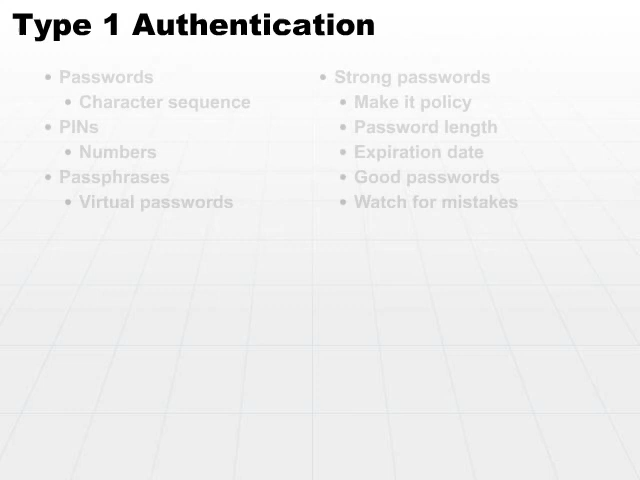 Type 1 Authentication
• Passwords
• Character sequence
• PINs
• Numbers
• Passphrases
• Virtual passwords
• Strong passwords
• Make it policy
• Password length
• Expiration date
• Good passwords
• Watch for mistakes